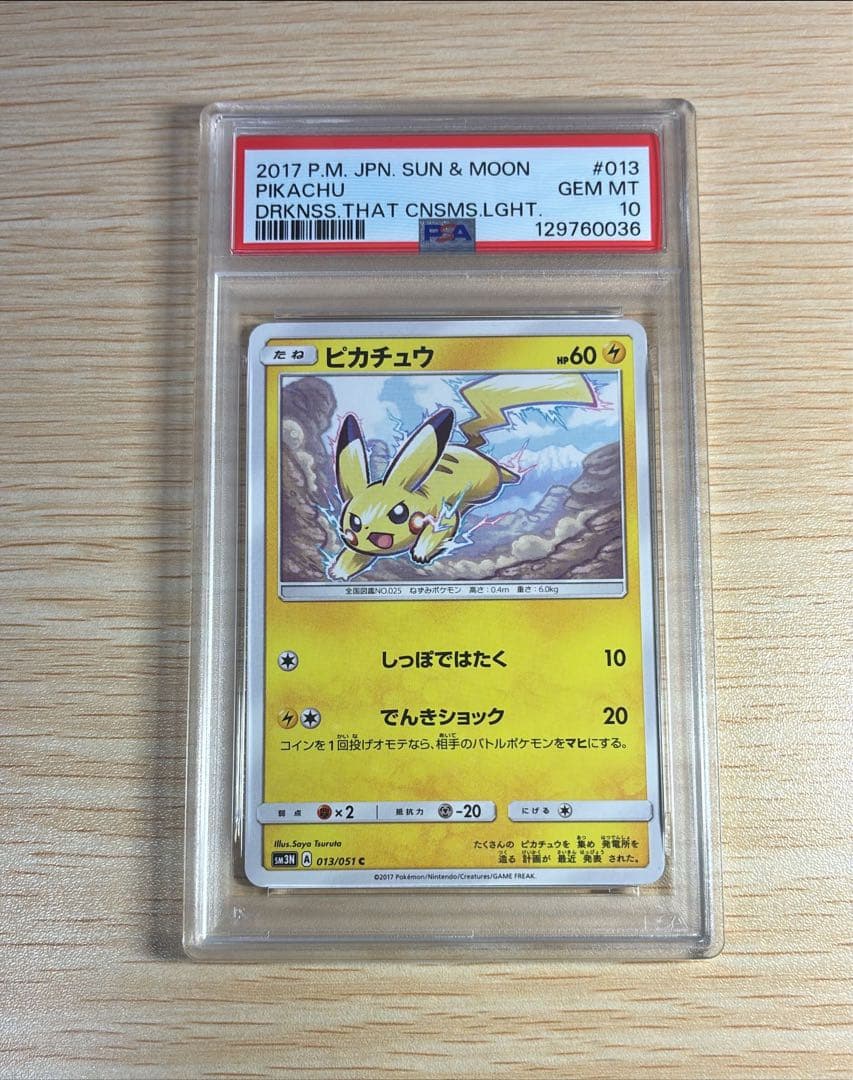 2017 P.M. JPN. SUN & MOON #013
PIKACHU GEM MT
DRKNSS.THAT CNSMS.LGHT. 10
PSA 129760036
たね ピカチュウ HP60
全国図鑑NO.025 ねずみポケモン 高さ:0.4m 重さ:6.0kg
しっぽではたく 10
でんきショック 20
コインを1回投げオモテなら、相手のバトルポケモンをマヒにする。
弱点 ×2 抵抗力 -20 にげる
Illus.Saya Tsuruta
たくさんの ピカチュウを 集め 発電所を
造る 計画が 最近 発表 された。
SM3N A 013/051 C
©2017 Pokémon/Nintendo/Creatures/GAME FREAK.